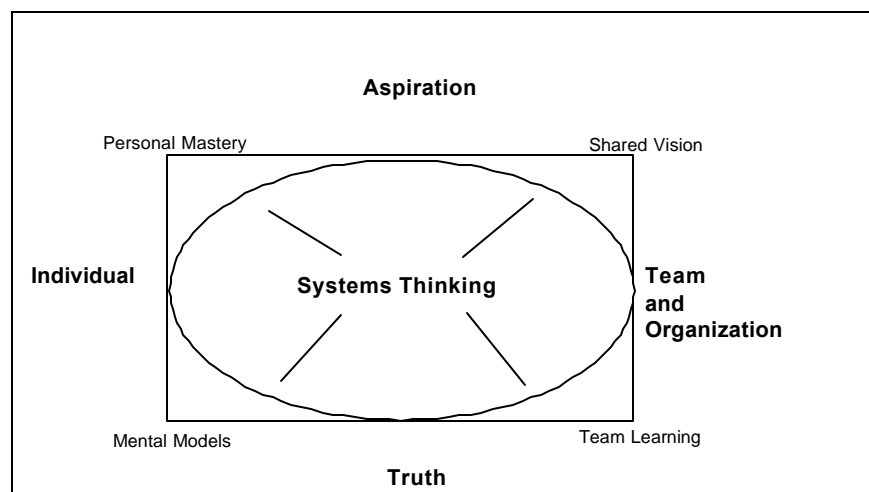 Aspiration
Personal Mastery
Shared Vision
Individual
Systems Thinking
Team
and
Organization
Mental Models
Team Learning
Truth